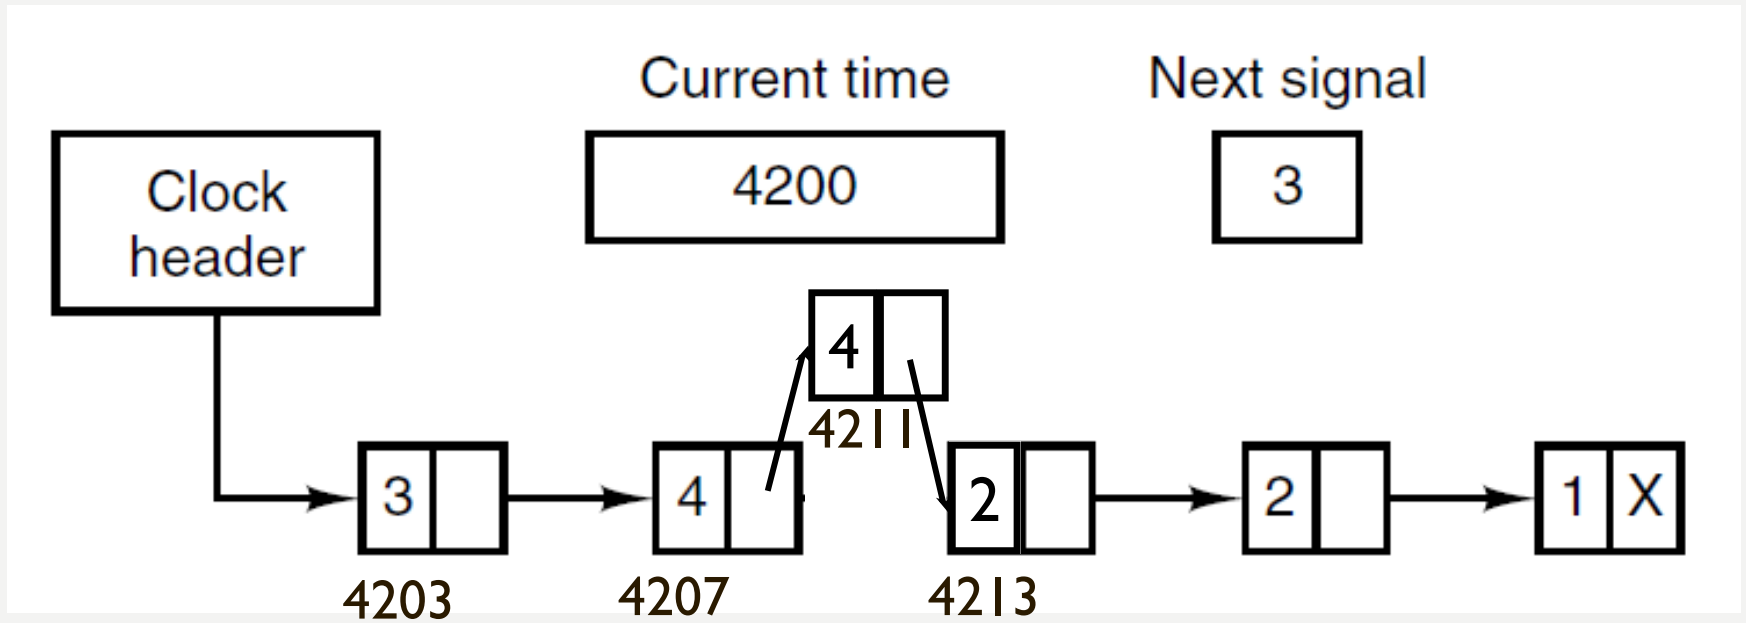 Current time
Next signal
Clock
header
4200
3
4
4211
3
4
2
2
1
X
4203
4207
4213